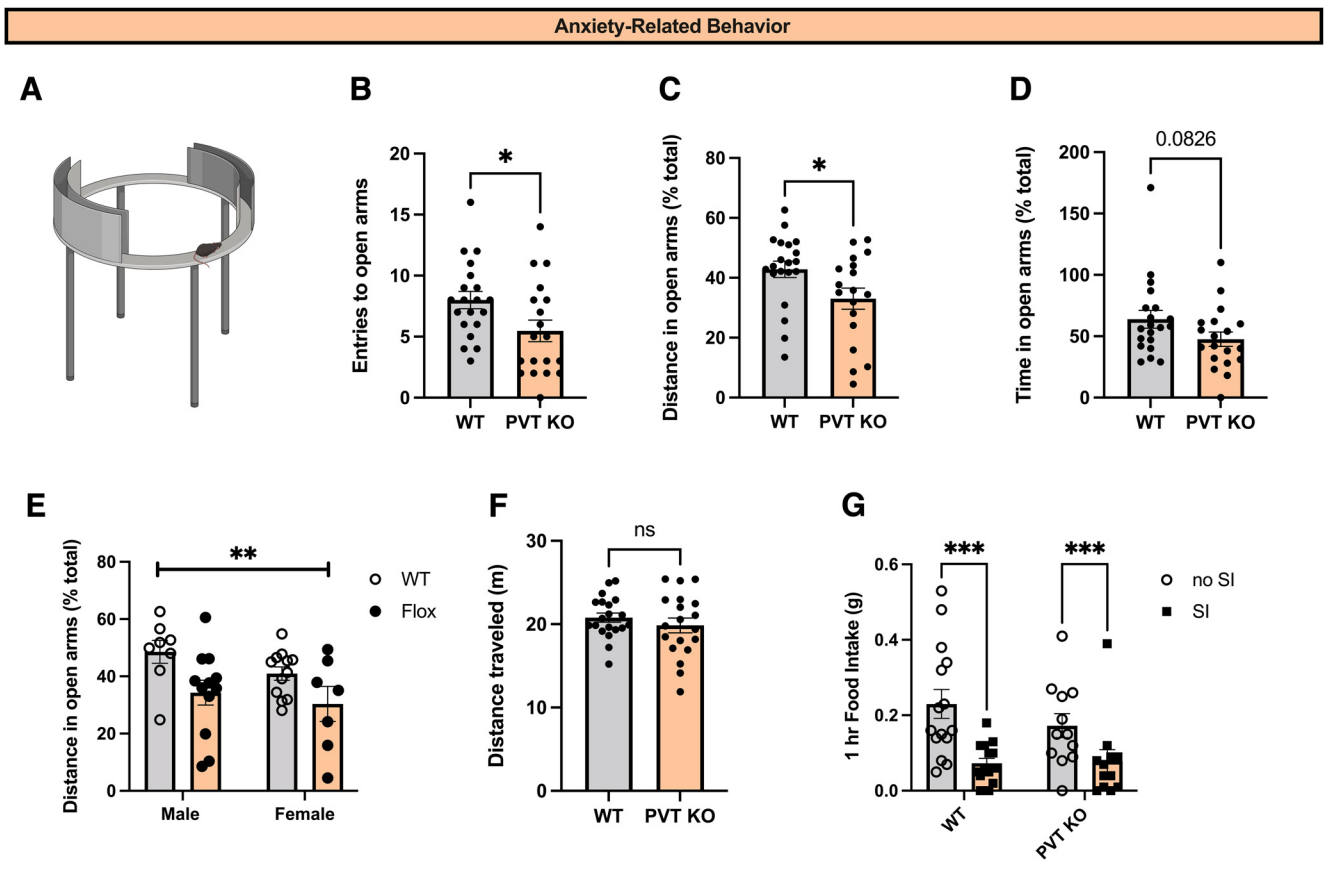 Anxiety-Related Behavior
A
B
Entries to open arms
20
15
10
5
0
*
WT
PVT KO
C
Distance in open arms (% total)
80
60
40
20
0
*
WT
PVT KO
D
Time in open arms (% total)
200
150
100
50
0
0.0826
WT
PVT KO
E
Distance in open arms (% total)
80
60
40
20
0
**
Male
Female
WT
Flox
F
Distance traveled (m)
30
20
10
0
ns
WT
PVT KO
G
1 hr Food Intake (g)
0.6
0.4
0.2
0.0
***
***
WT
PVT KO
no SI
SI